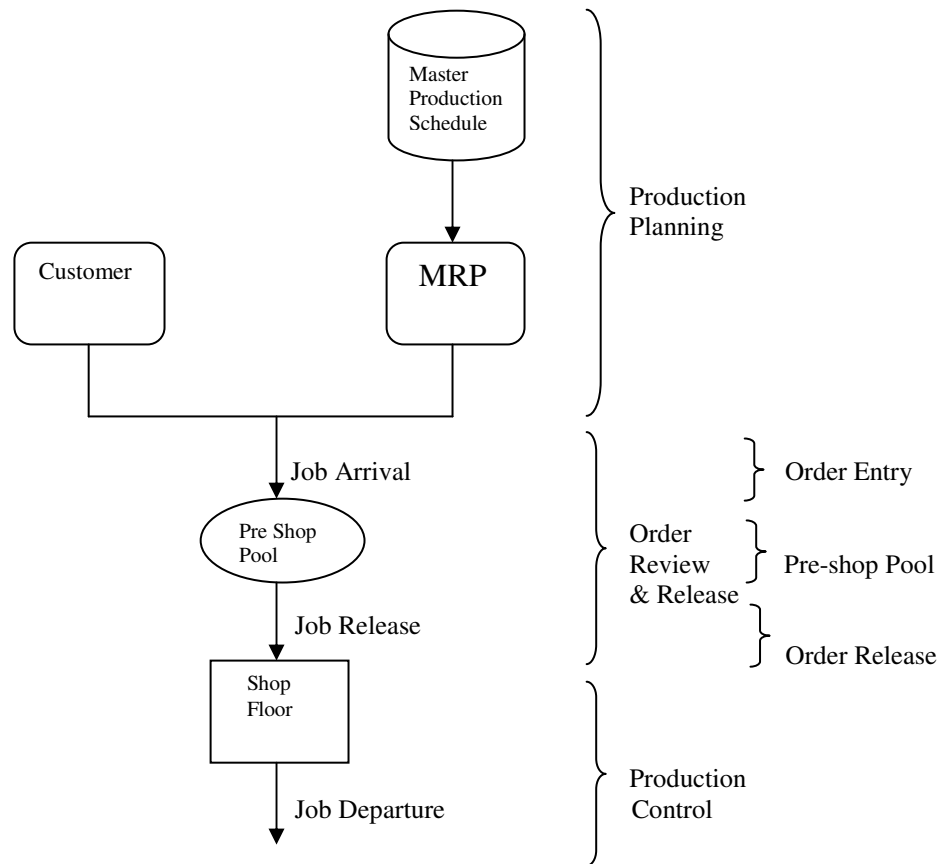 Master
Production
Schedule
Production
Planning
Customer
MRP
Job Arrival
Order Entry
Pre Shop
Pool
Order
Review
& Release
Pre-shop Pool
Job Release
Order Release
Shop
Floor
Production
Control
Job Departure